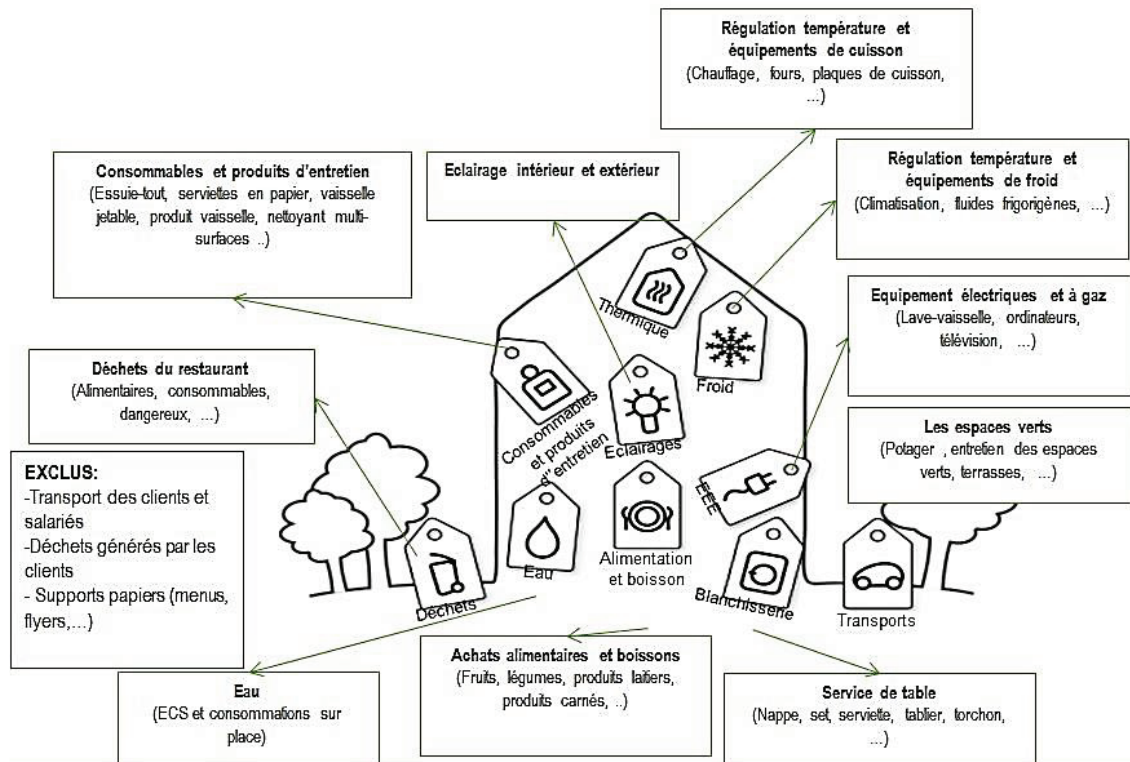 Régulation température et
équipements de cuisson
(Chauffage, fours, plaques de cuisson,
...)
Consommables et produits d'entretien
(Essuie-tout, serviettes en papier, vaisselle
jetable, produit vaisselle, nettoyant multi-
surfaces ..)
Eclairage intérieur et extérieur
Régulation température et
équipements de froid
(Climatisation, fluides frigorigènes, ...)
Equipement électriques et à gaz
(Lave-vaisselle, ordinateurs,
télévision, ...)
Déchets du restaurant
(Alimentaires, consommables,
dangereux, ...)
Les espaces verts
(Potager , entretien des espaces
verts, terrasses, ...)
EXCLUS:
-Transport des clients et
salariés
-Déchets générés par les
clients
- Supports papiers (menus,
flyers,...)
Thermique
Froid
Consommables
et produits
d''entretien
Eclairages
EEE
Eau
Alimentation
et boisson
Déchets
Blanchisserie
Transports
Eau
(ECS et consommations sur
place)
Achats alimentaires et boissons
(Fruits, légumes, produits laitiers,
produits carnés, ..)
Service de table
(Nappe, set, serviette, tablier, torchon,
...)